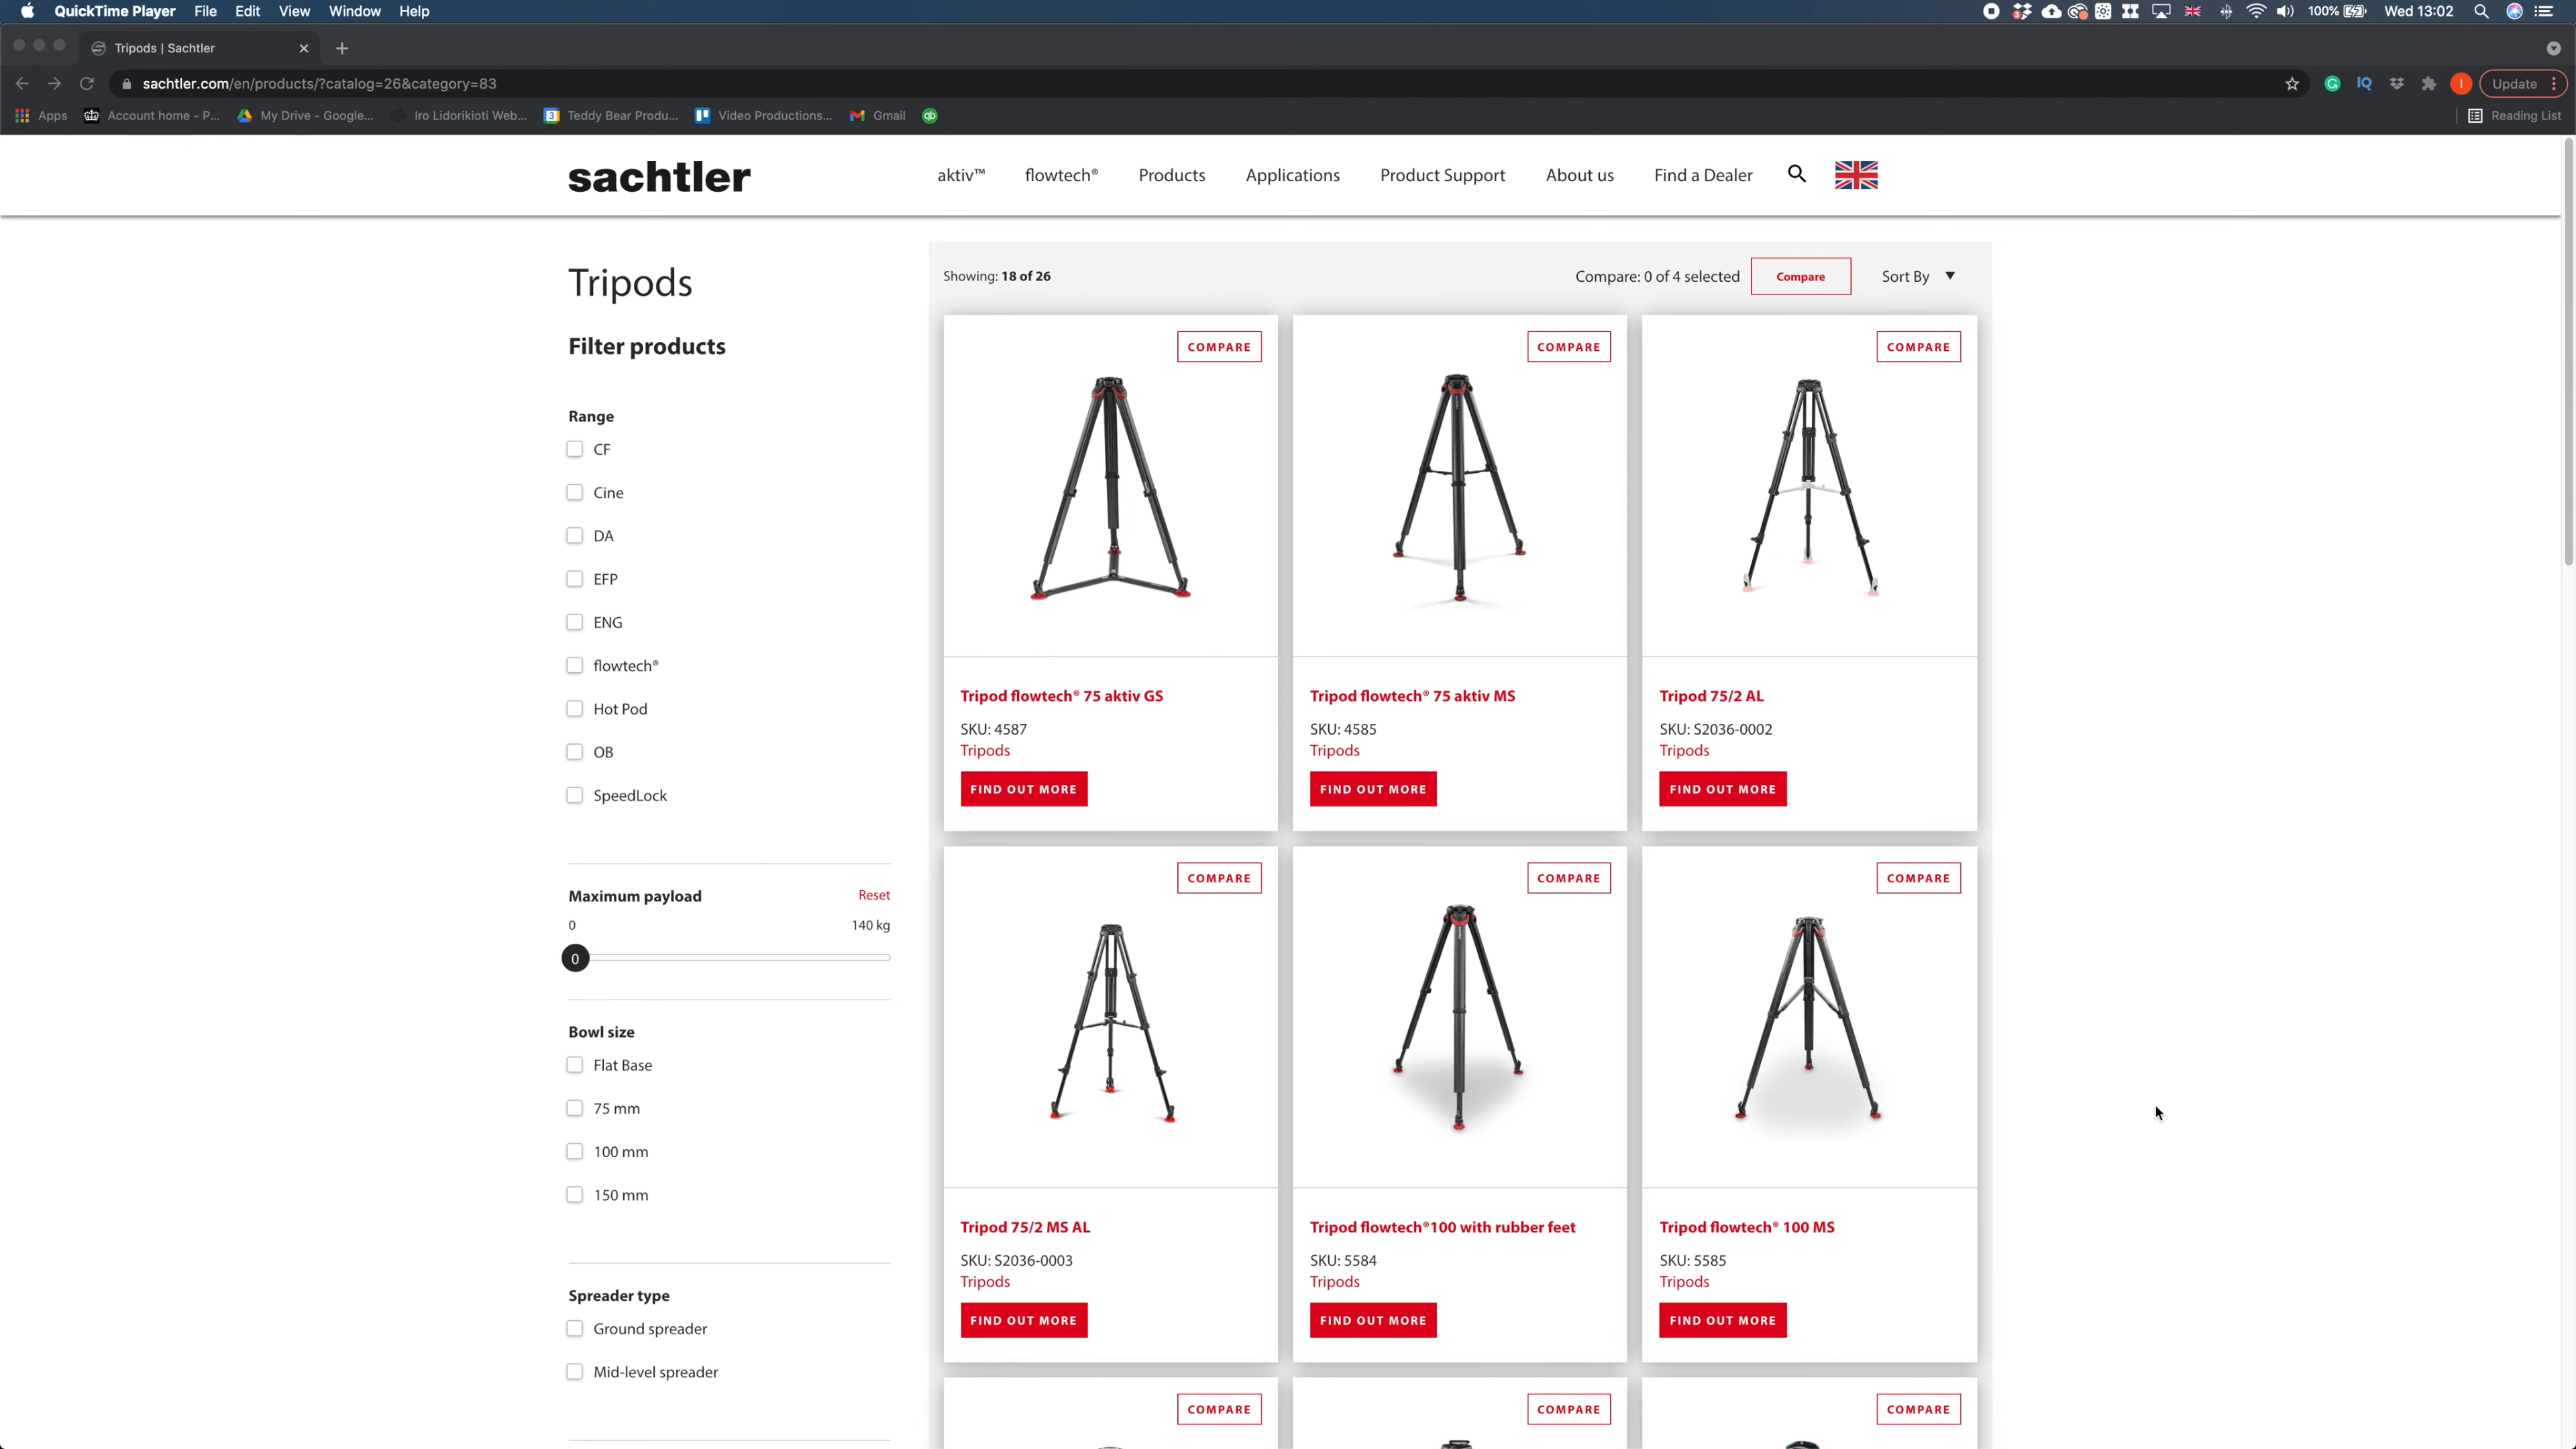 QuickTime Player File Edit View Window Help 100% Wed 13:02
Tripods | Sachtler
sachtler.com/en/products/?catalog=26&category=83 Update
Apps Account home - P... My Drive - Google... Iro Lidorikioti Web... Teddy Bear Produ... Video Productions... Gmail Reading List
sachtler aktiv™ flowtech® Products Applications Product Support About us Find a Dealer
Tripods
Filter products
Range
CF
Cine
DA
EFP
ENG
flowtech®
Hot Pod
OB
SpeedLock
Maximum payload Reset
0 140 kg
0
Bowl size
Flat Base
75 mm
100 mm
150 mm
Spreader type
Ground spreader
Mid-level spreader
Showing: 18 of 26 Compare: 0 of 4 selected Compare Sort By
COMPARE COMPARE COMPARE
Tripod flowtech® 75 aktiv GS Tripod flowtech® 75 aktiv MS Tripod 75/2 AL
SKU: 4587 SKU: 4585 SKU: S2036-0002
Tripods Tripods Tripods
FIND OUT MORE FIND OUT MORE FIND OUT MORE
COMPARE COMPARE COMPARE
Tripod 75/2 MS AL Tripod flowtech®100 with rubber feet Tripod flowtech® 100 MS
SKU: S2036-0003 SKU: 5584 SKU: 5585
Tripods Tripods Tripods
FIND OUT MORE FIND OUT MORE FIND OUT MORE
COMPARE COMPARE COMPARE